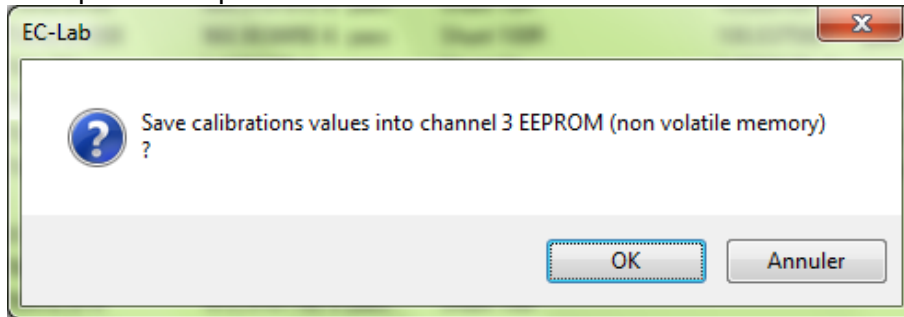 EC-Lab
Save calibrations values into channel 3 EEPROM (non volatile memory)
?
OK
Annuler